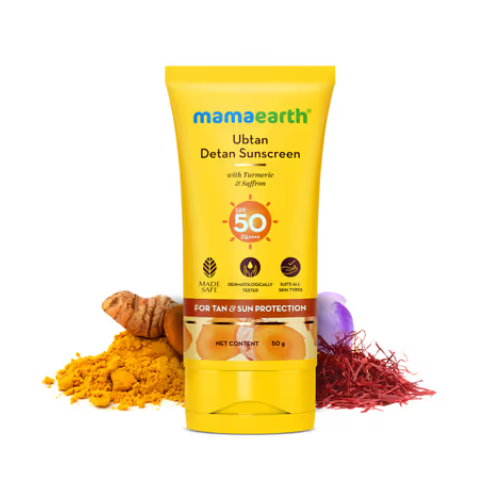 mamaearth®
Ubtan
Detan Sunscreen
with Turmeric
& Saffron
SPF
50
PA++++
MADE
SAFE
DERMATOLOGICALLY
TESTED
SUITS ALL
SKIN TYPES
FOR TAN & SUN PROTECTION
NET CONTENT 50 g